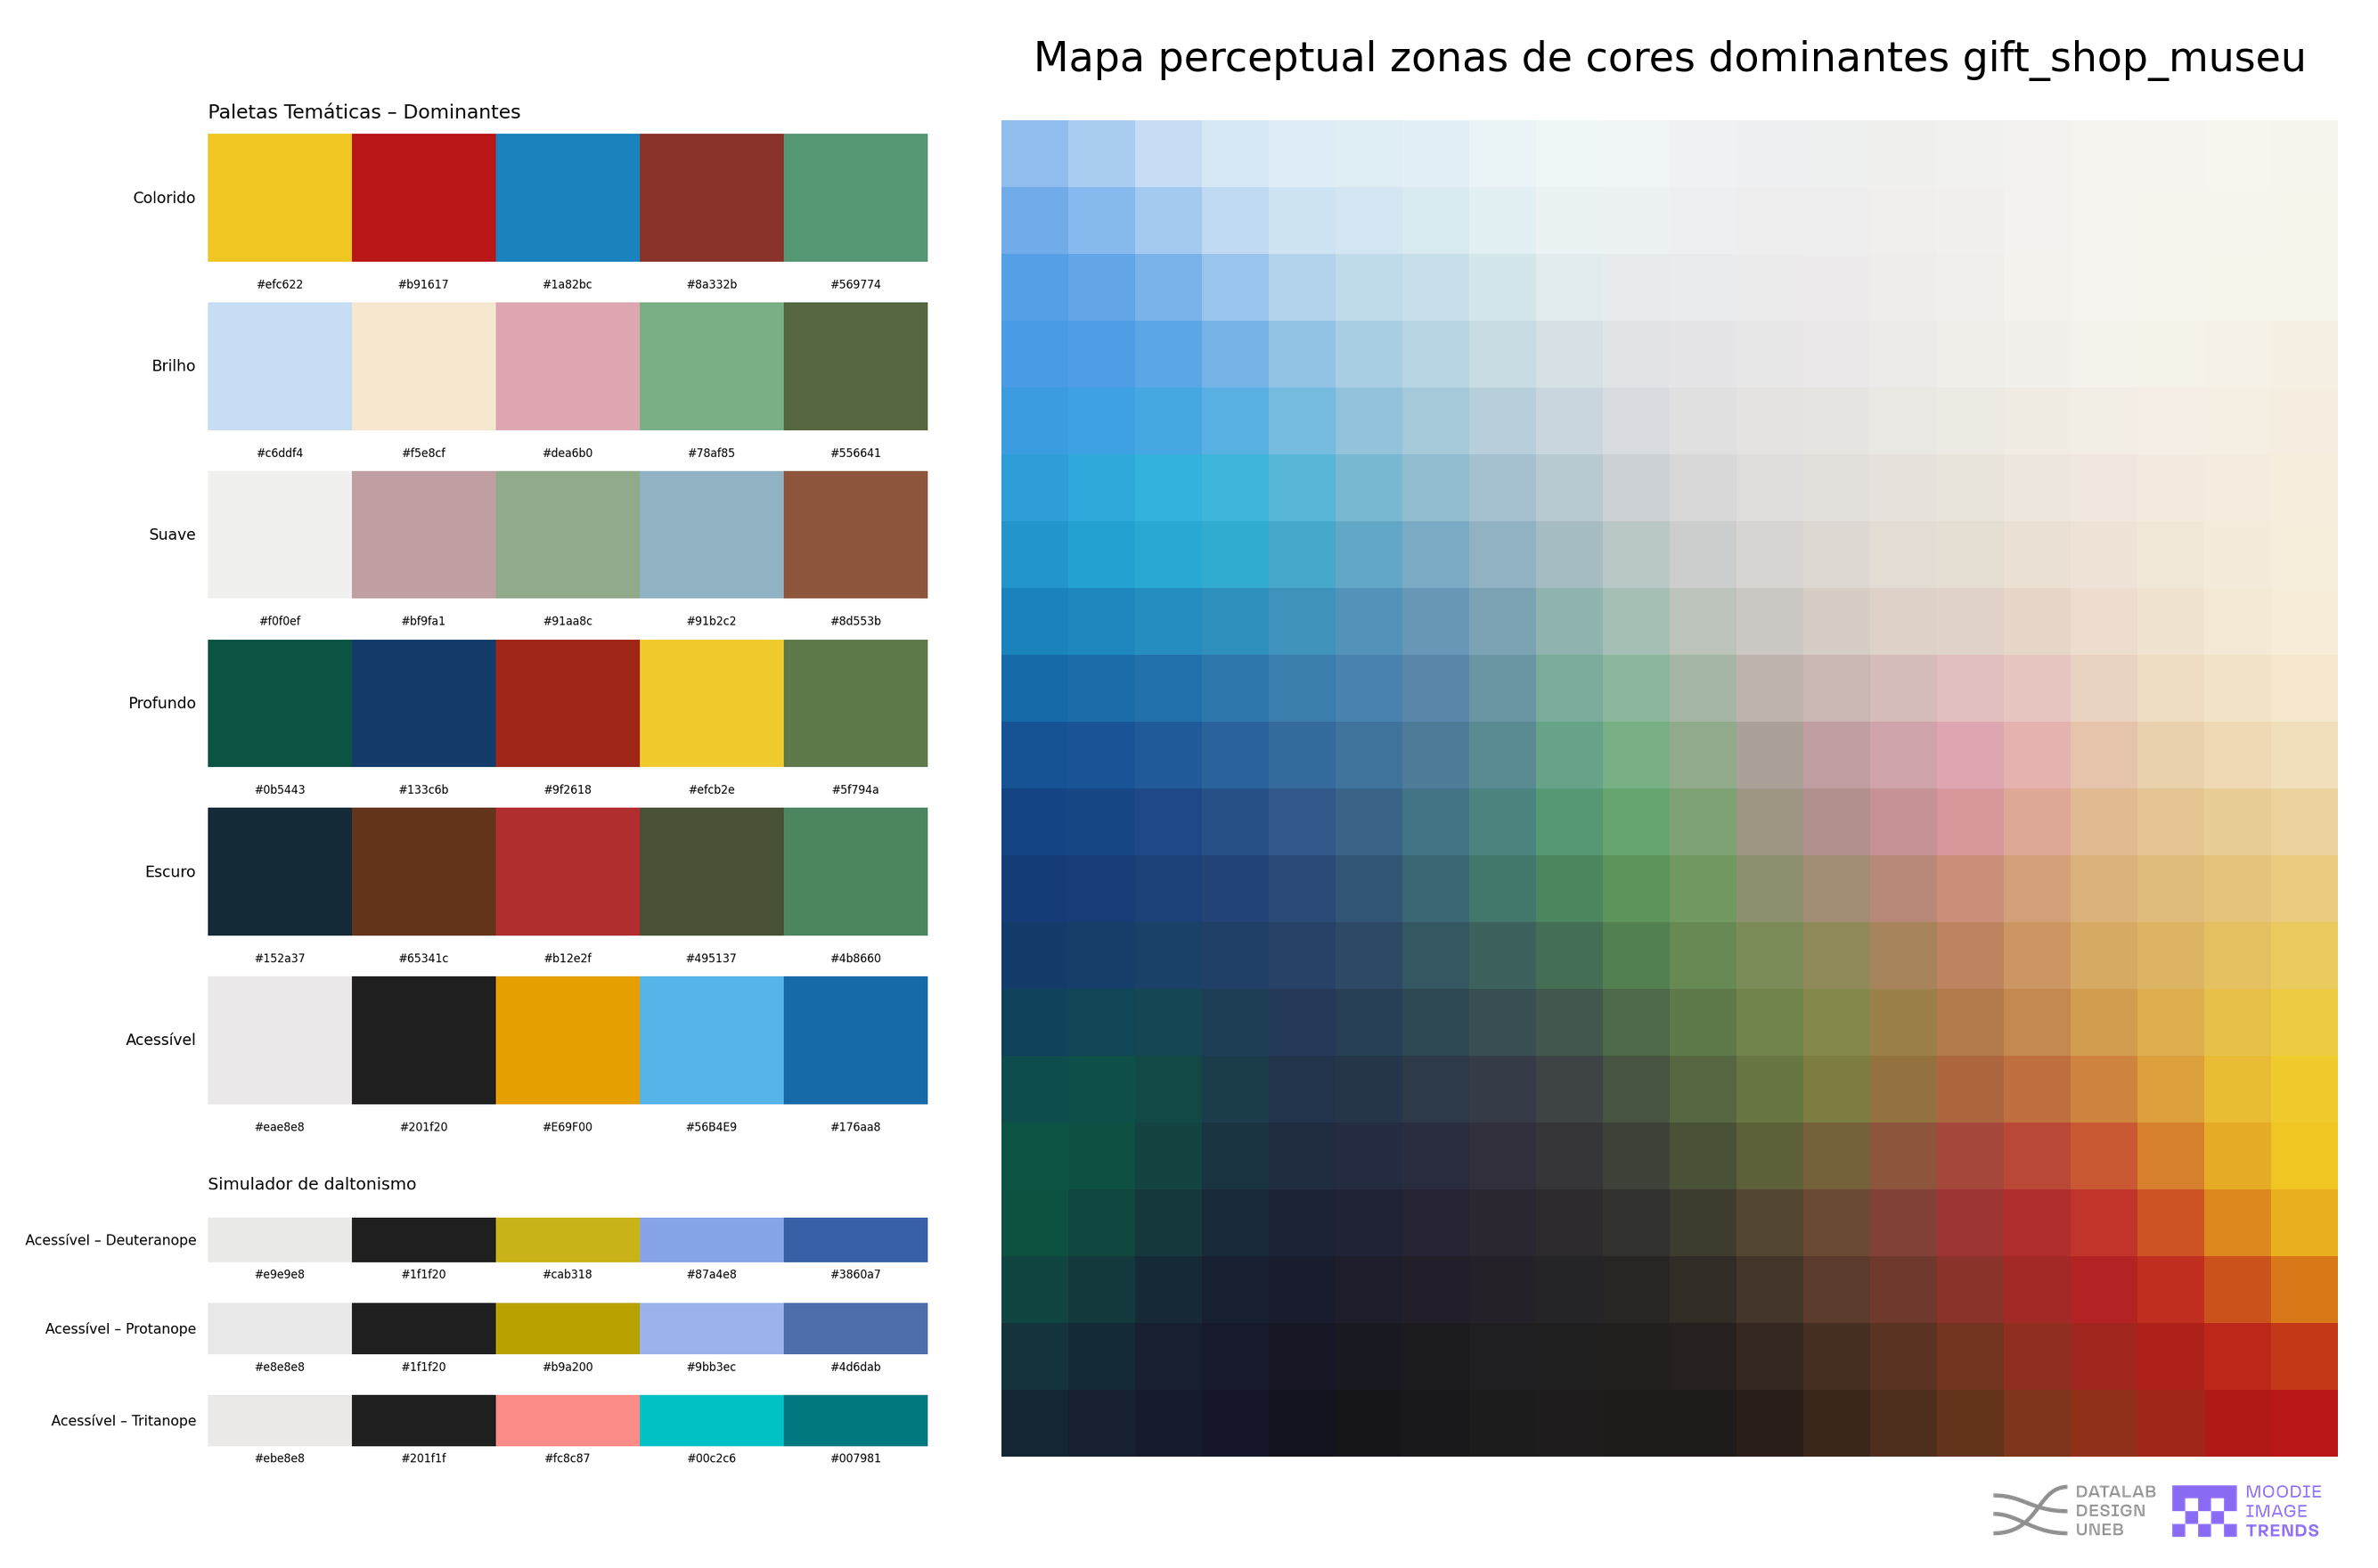 Mapa perceptual zonas de cores dominantes gift_shop_museu
Paletas Temáticas – Dominantes
Colorido
#efc622 #b91617 #1a82bc #8a332b #569774
Brilho
#c6ddf4 #f5e8cf #dea6b0 #78af85 #556641
Suave
#f0f0ef #bf9fa1 #91aa8c #91b2c2 #8d553b
Profundo
#0b5443 #133c6b #9f2618 #efcb2e #5f794a
Escuro
#152a37 #65341c #b12e2f #495137 #4b8660
Acessível
#eae8e8 #201f20 #E69F00 #56B4E9 #176aa8
Simulador de daltonismo
Acessível – Deuteranope
#e9e9e8 #1f1f20 #cab318 #87a4e8 #3860a7
Acessível – Protanope
#e8e8e8 #1f1f20 #b9a200 #9bb3ec #4d6dab
Acessível – Tritanope
#ebe8e8 #201f1f #fc8c87 #00c2c6 #007981
DATALAB
DESIGN
UNEB
MOODIE
IMAGE
TRENDS